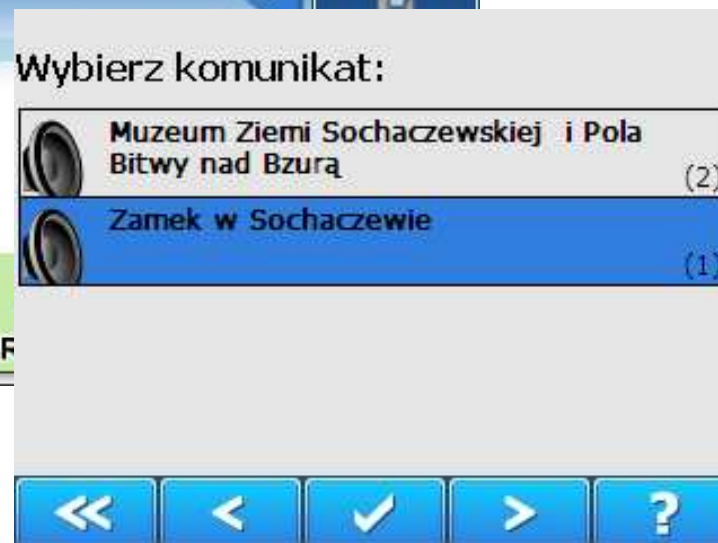 Wybierz komunikat:
Muzeum Ziemi Sochaczewskiej i Pola
Bitwy nad Bzurą
(2)
Zamek w Sochaczewie
(1)
R
?